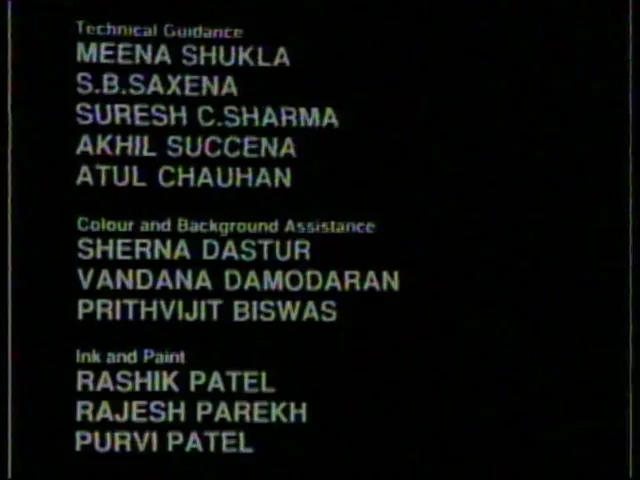 Technical Guidance
MEENA SHUKLA
S.B.SAXENA
SURESH C.SHARMA
AKHIL SUCCENA
ATUL CHAUHAN
Colour and Background Assistance
SHERNA DASTUR
VANDANA DAMODARAN
PRITHVIJIT BISWAS
Ink and Paint
RASHIK PATEL
RAJESH PAREKH
PURVI PATEL